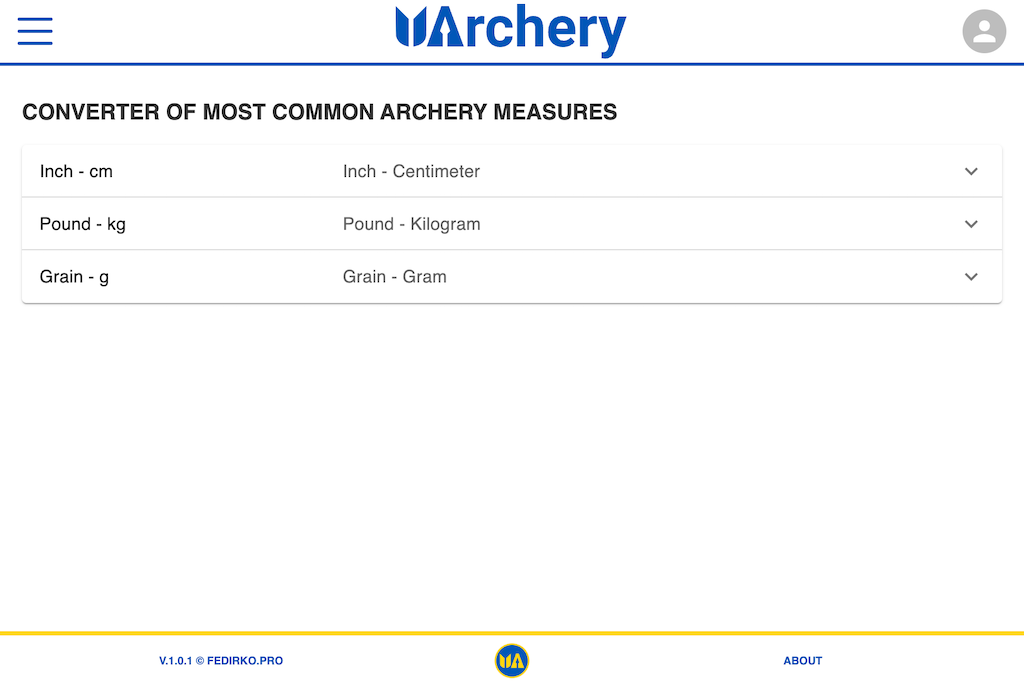 UArchery
CONVERTER OF MOST COMMON ARCHERY MEASURES
Inch - cm Inch - Centimeter
Pound - kg Pound - Kilogram
Grain - g Grain - Gram
V.1.0.1 © FEDIRKO.PRO UA ABOUT